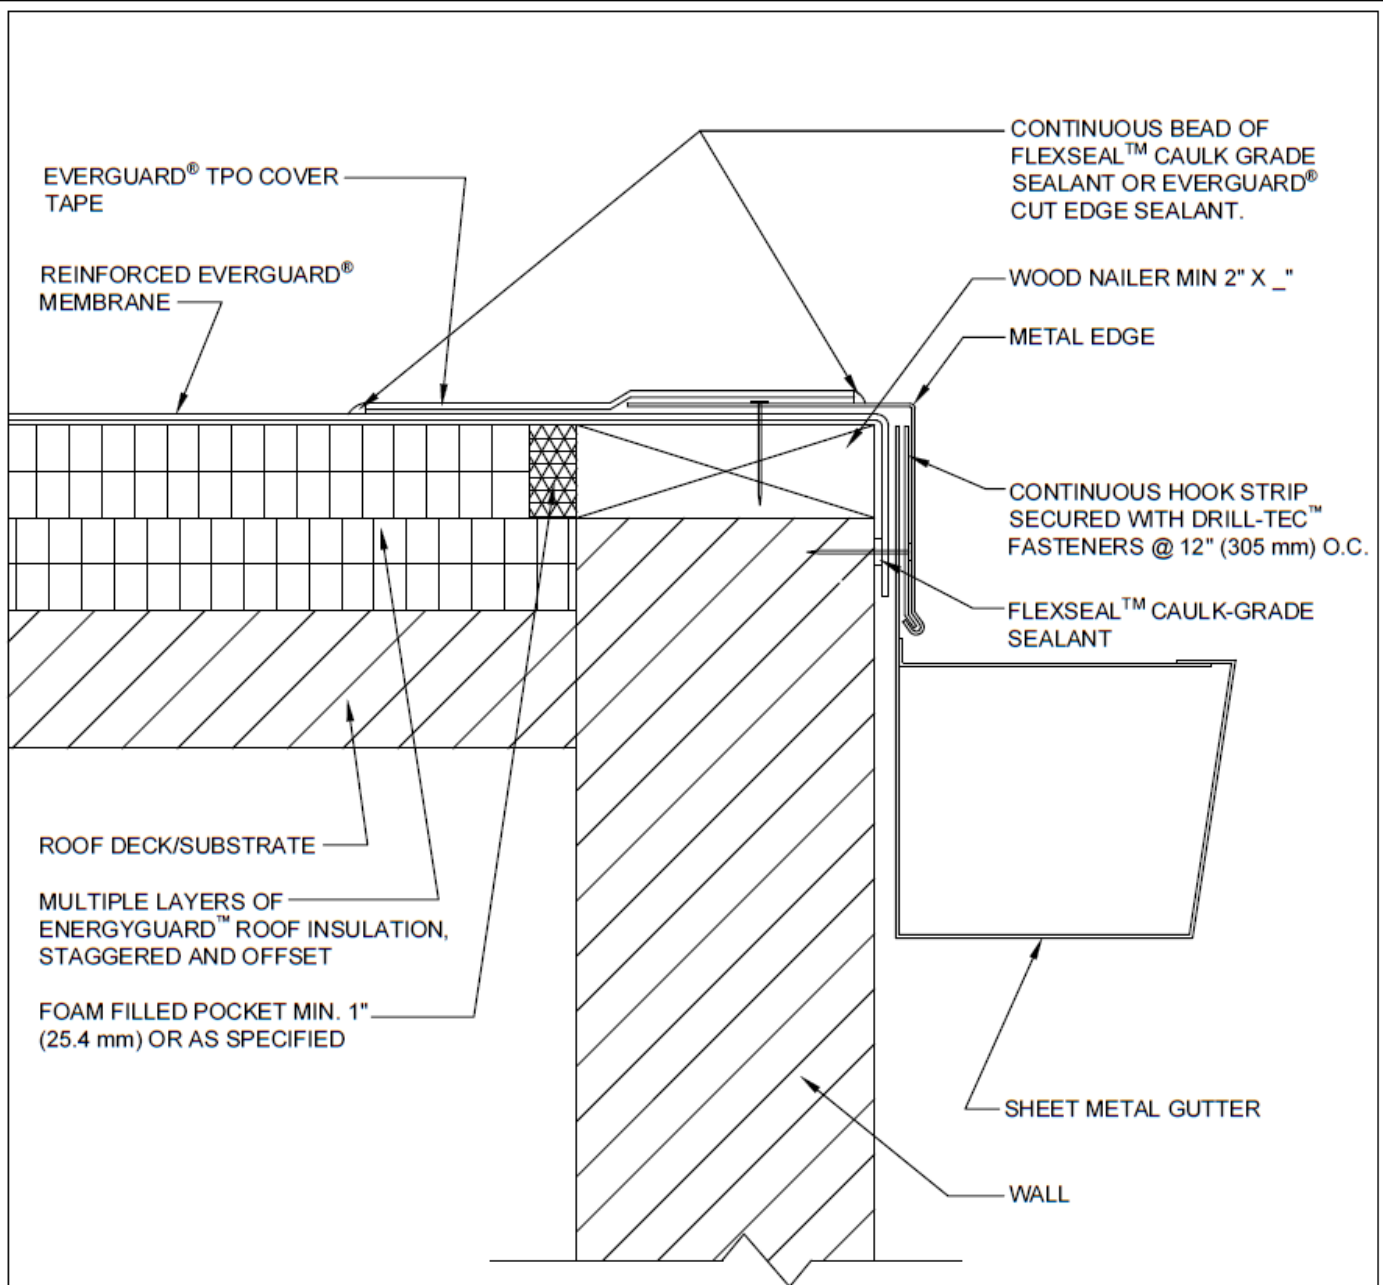 EVERGUARD® TPO COVER
TAPE
REINFORCED EVERGUARD®
MEMBRANE
CONTINUOUS BEAD OF
FLEXSEAL™ CAULK GRADE
SEALANT OR EVERGUARD®
CUT EDGE SEALANT.
WOOD NAILER MIN 2" X _"
METAL EDGE
CONTINUOUS HOOK STRIP
SECURED WITH DRILL-TEC™
FASTENERS @ 12" (305 mm) O.C.
FLEXSEAL™ CAULK-GRADE
SEALANT
ROOF DECK/SUBSTRATE
MULTIPLE LAYERS OF
ENERGYGUARD™ ROOF INSULATION,
STAGGERED AND OFFSET
FOAM FILLED POCKET MIN. 1"
(25.4 mm) OR AS SPECIFIED
SHEET METAL GUTTER
WALL